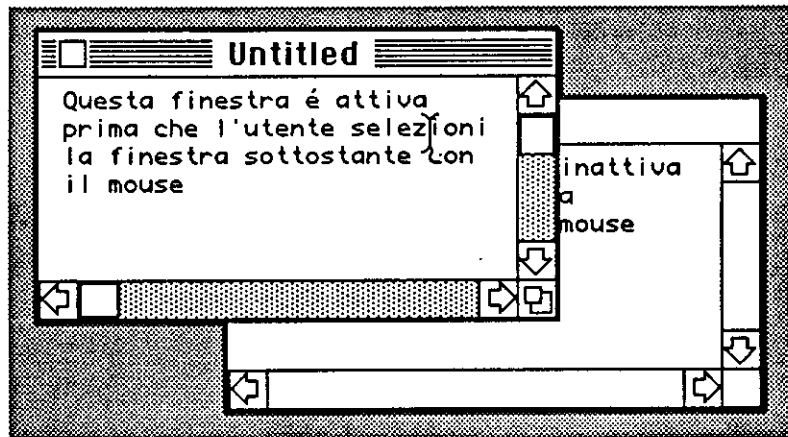 Untitled
Questa finestra é attiva
prima che l'utente selezioni
la finestra sottostante con
il mouse
inattiva
a
mouse